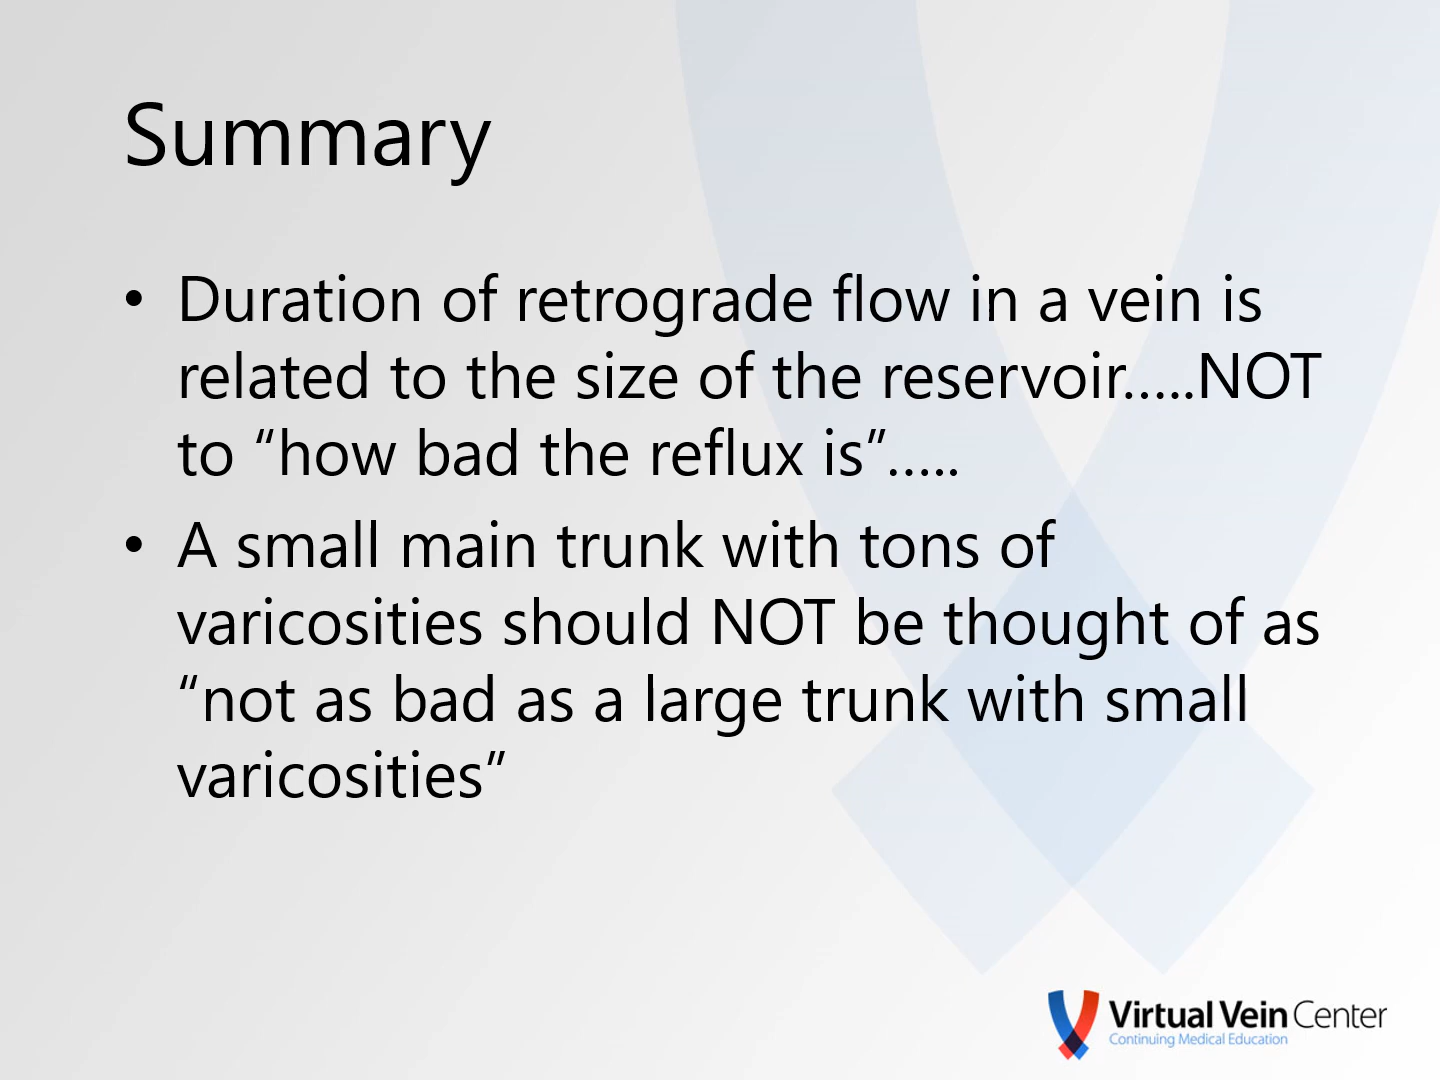 Summary
• Duration of retrograde flow in a vein is
related to the size of the reservoir.....NOT
to “how bad the reflux is”.....
• A small main trunk with tons of
varicosities should NOT be thought of as
“not as bad as a large trunk with small
varicosities”
Virtual Vein Center
Continuing Medical Education